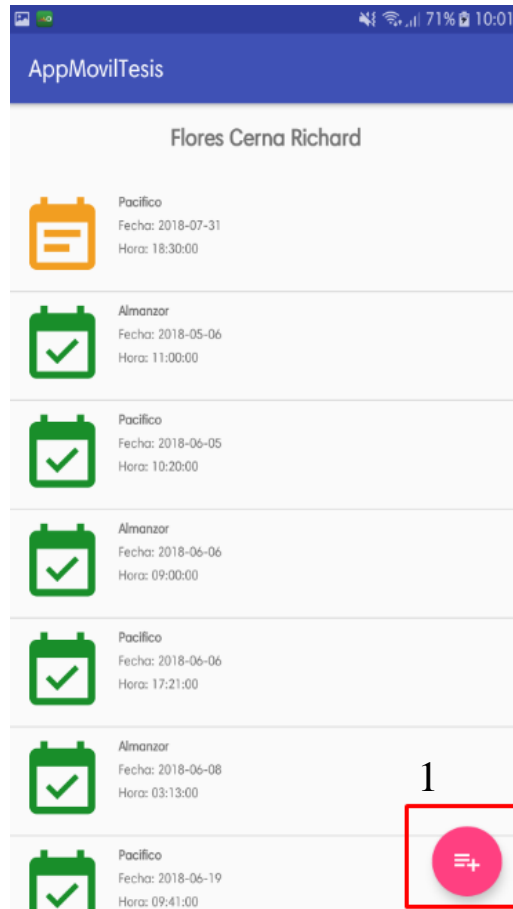 71% 10:01
AppMovilTesis
Flores Cerna Richard
Pacifico
Fecha: 2018-07-31
Hora: 18:30:00
Almanzor
Fecha: 2018-05-06
Hora: 11:00:00
Pacifico
Fecha: 2018-06-05
Hora: 10:20:00
Almanzor
Fecha: 2018-06-06
Hora: 09:00:00
Pacifico
Fecha: 2018-06-06
Hora: 17:21:00
Almanzor
Fecha: 2018-06-08
Hora: 03:13:00
1
Pacifico
Fecha: 2018-06-19
Hora: 09:41:00